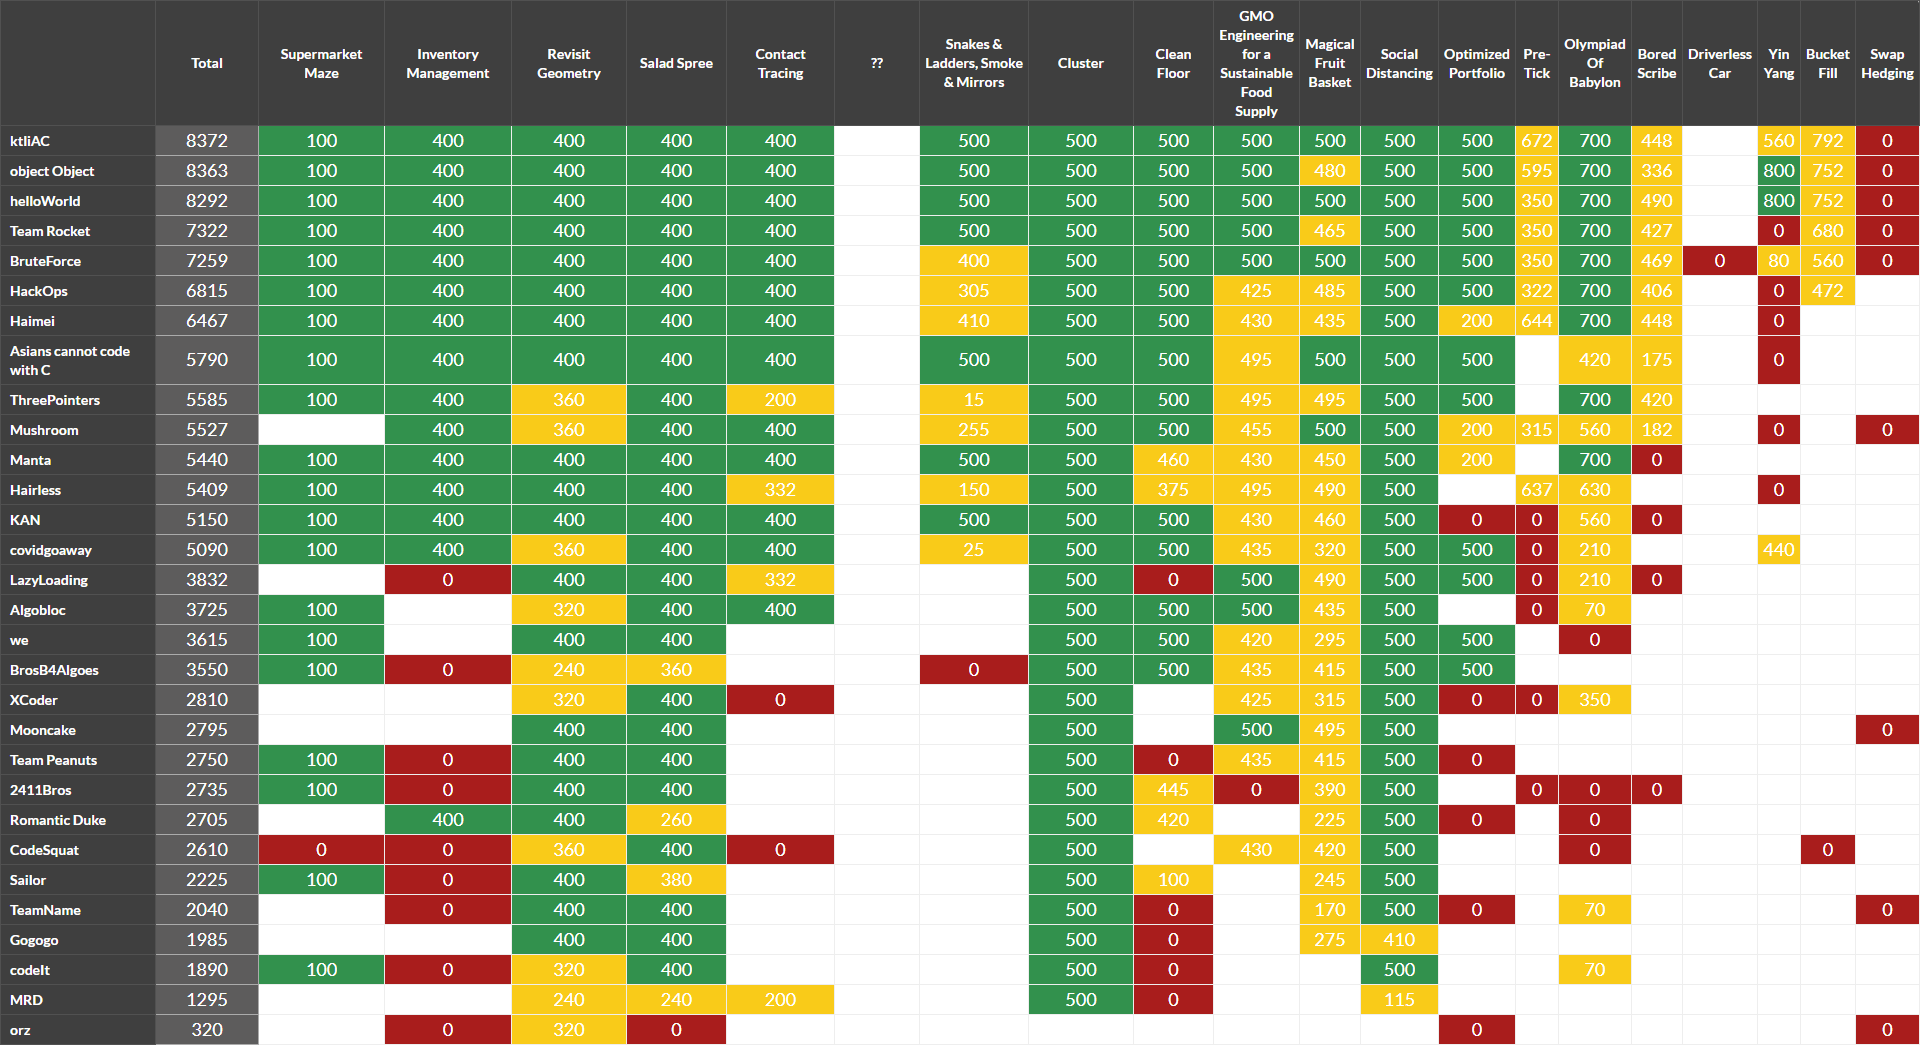 Total Supermarket Maze Inventory Management Revisit Geometry Salad Spree Contact Tracing ?? Snakes & Ladders, Smoke & Mirrors Cluster Clean Floor GMO Engineering for a Sustainable Food Supply Magical Fruit Basket Social Distancing Optimized Portfolio Pre-Tick Olympiad Of Babylon Bored Scribe Driverless Car Yin Yang Bucket Fill Swap Hedging
ktliAC 8372 100 400 400 400 400 500 500 500 500 500 500 500 672 700 448 560 792 0
object Object 8363 100 400 400 400 400 500 500 500 500 480 500 500 595 700 336 800 752 0
helloWorld 8292 100 400 400 400 400 500 500 500 500 500 500 500 350 700 490 800 752 0
Team Rocket 7322 100 400 400 400 400 500 500 500 500 465 500 500 350 700 427 0 680 0
BruteForce 7259 100 400 400 400 400 400 500 500 500 500 500 500 350 700 469 0 80 560 0
HackOps 6815 100 400 400 400 400 305 500 500 425 485 500 500 322 700 406 0 472
Haimei 6467 100 400 400 400 400 410 500 500 430 435 500 200 644 700 448 0
Asians cannot code with C 5790 100 400 400 400 400 500 500 500 495 500 500 500 420 175 0
ThreePointers 5585 100 400 360 400 200 15 500 500 495 495 500 500 700 420
Mushroom 5527 400 360 400 400 255 500 500 455 500 500 200 315 560 182 0 0
Manta 5440 100 400 400 400 400 500 500 460 430 450 500 200 700 0
Hairless 5409 100 400 400 400 332 150 500 375 495 490 500 637 630 0
KAN 5150 100 400 400 400 400 500 500 500 430 460 500 0 0 560 0
covidgoaway 5090 100 400 360 400 400 25 500 500 435 320 500 500 0 210 440
LazyLoading 3832 0 400 400 332 500 0 500 490 500 500 0 210 0
Algobloc 3725 100 320 400 400 500 500 500 435 500 0 70
we 3615 100 400 400 500 500 420 295 500 500 0
BrosB4Algoes 3550 100 0 240 360 0 500 500 435 415 500 500
XCoder 2810 320 400 0 500 425 315 500 0 0 350
Mooncake 2795 400 400 500 500 495 500 0
Team Peanuts 2750 100 0 400 400 500 0 435 415 500 0
2411Bros 2735 100 0 400 400 500 445 0 390 500 0 0 0
Romantic Duke 2705 400 400 260 500 420 225 500 0 0
CodeSquat 2610 0 0 360 400 0 500 430 420 500 0 0
Sailor 2225 100 0 400 380 500 100 245 500
TeamName 2040 0 400 400 500 0 170 500 0 70 0
Gogogo 1985 400 400 500 0 275 410
codeIt 1890 100 0 320 400 500 0 500 70
MRD 1295 240 240 200 500 0 115
orz 320 0 320 0 0 0